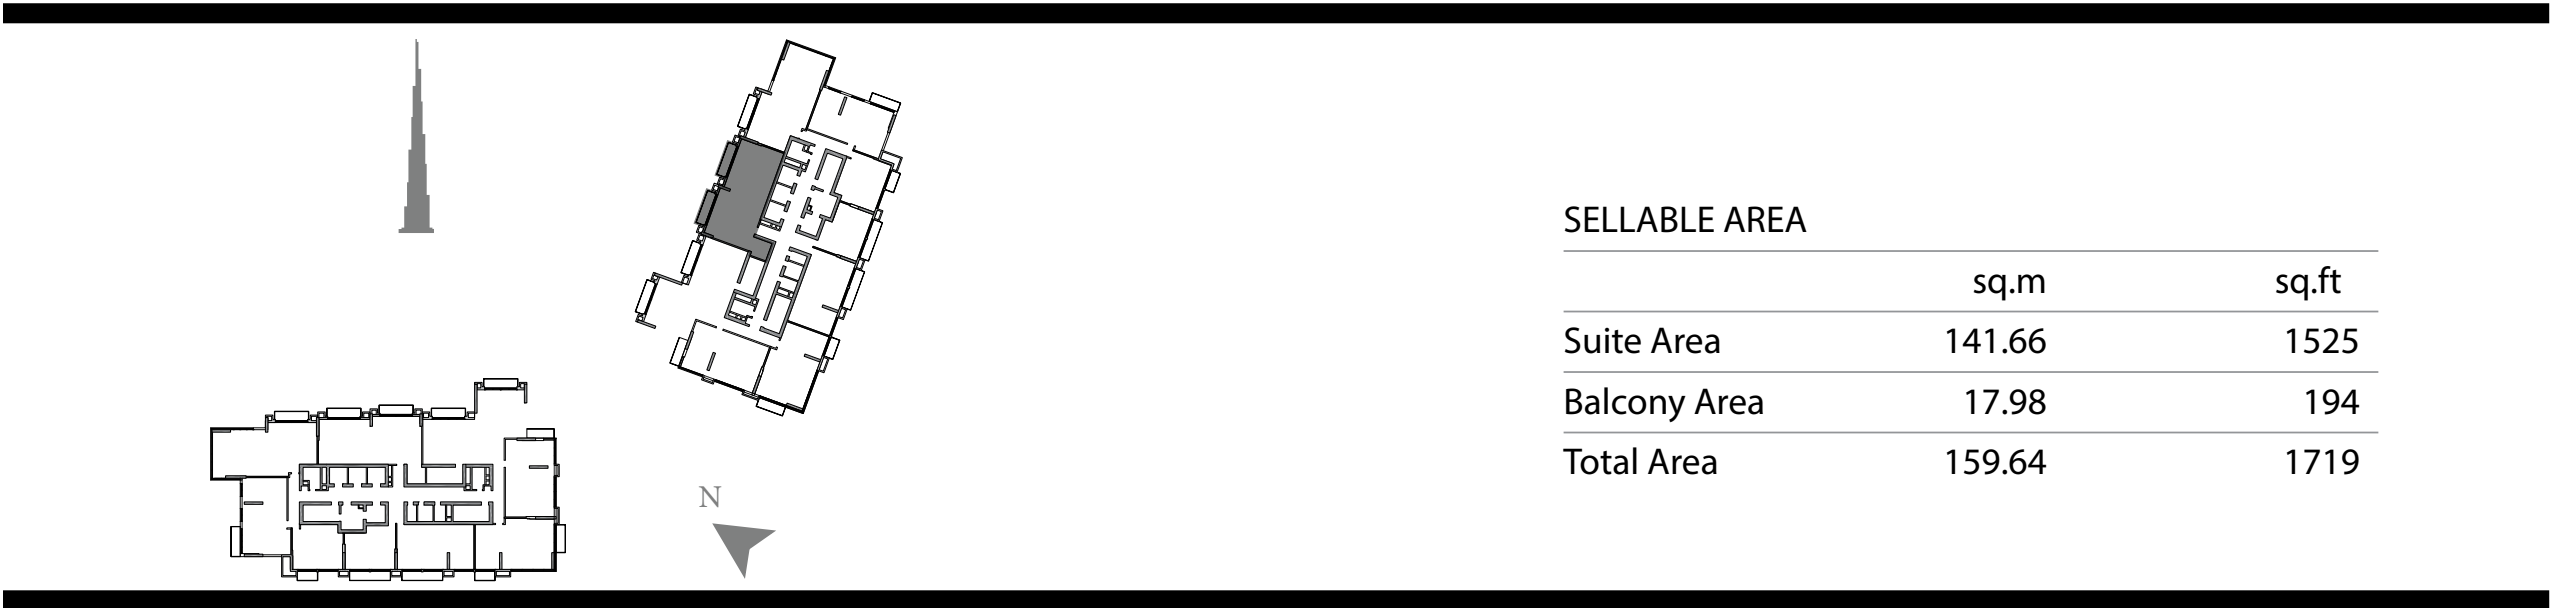 SELLABLE AREA
sq.m sq.ft
Suite Area 141.66 1525
Balcony Area 17.98 194
Total Area 159.64 1719
N